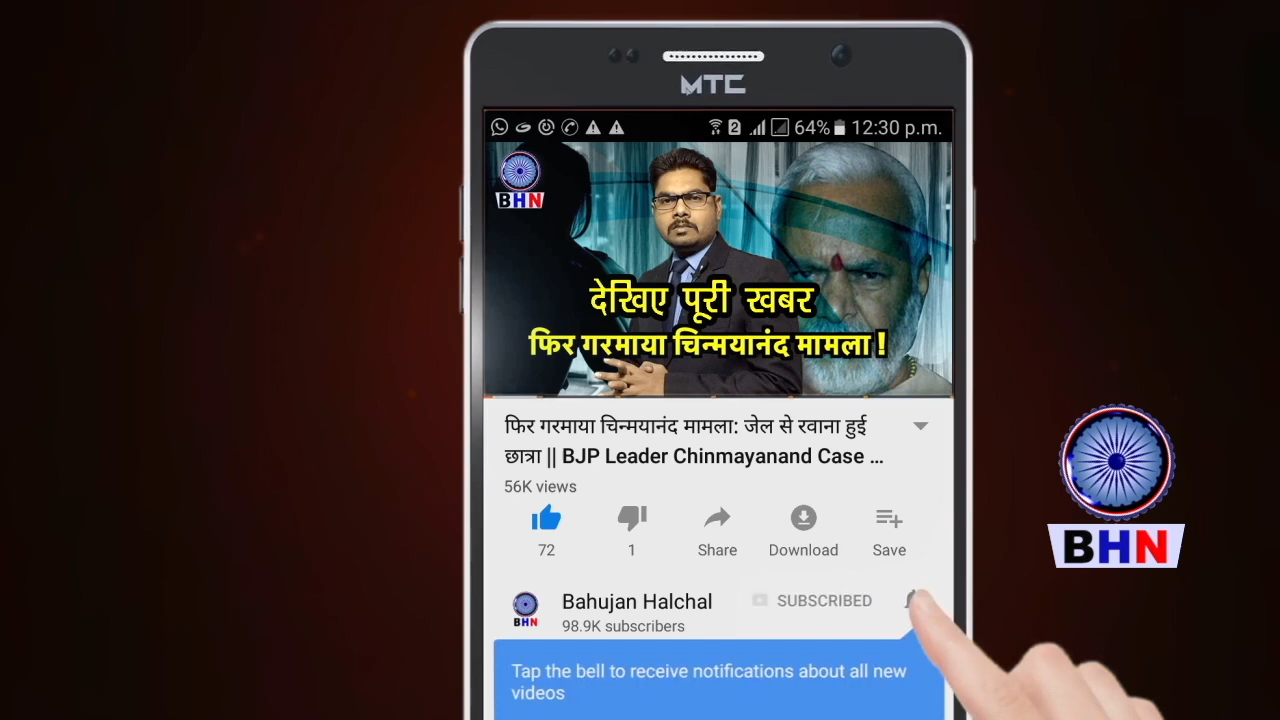 MTC
2 64% 12:30 p.m.
BHN
देखिए पूरी खबर
फिर गरमाया चिन्मयानंद मामला !
फिर गरमाया चिन्मयानंद मामला: जेल से रवाना हुई
छात्रा || BJP Leader Chinmayanand Case ...
56K views
72 1 Share Download Save
BHN
Bahujan Halchal SUBSCRIBED
98.9K subscribers
BHN
Tap the bell to receive notifications about all new
videos